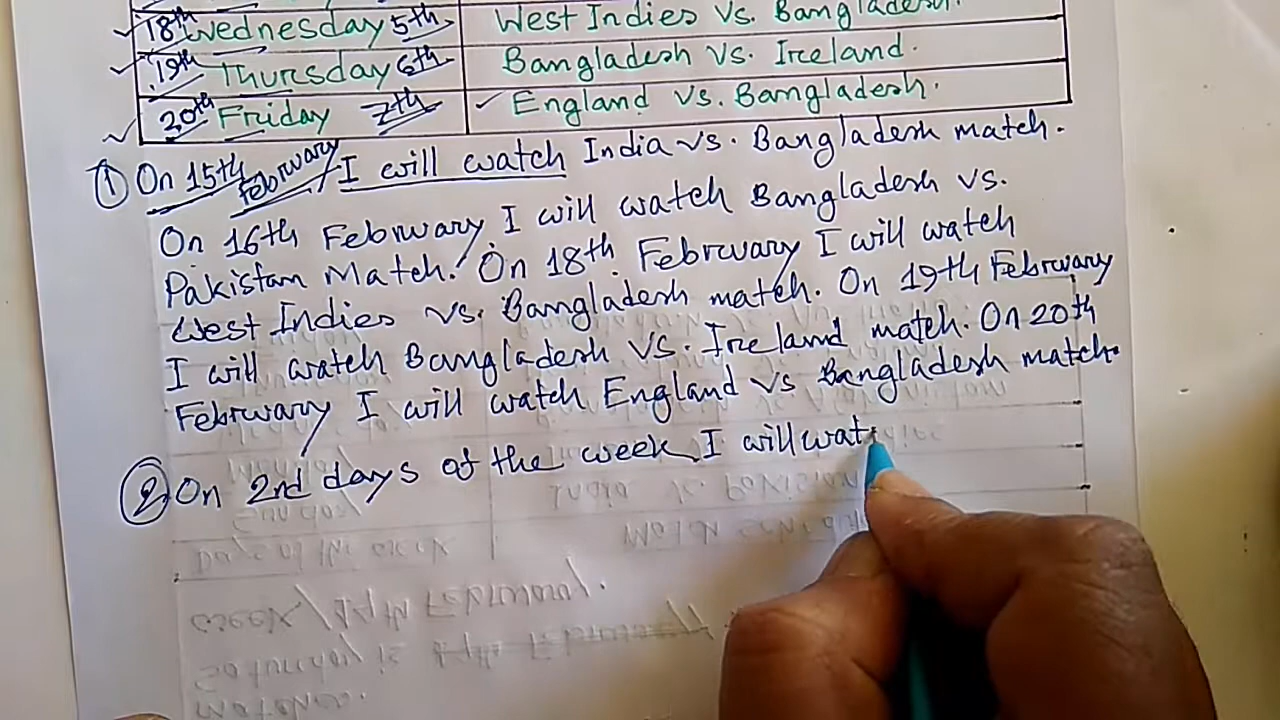 18th Wednesday 5th West Indies Vs. Bangladesh.
19th Thursday 6th Bangladesh Vs. Ireland.
20th Friday 7th England Vs. Bangladesh.
① On 15th February I will watch India vs. Bangladesh match.
On 16th February I will watch Bangladesh vs.
Pakistan Match. On 18th February I will watch
West Indies vs. Bangladesh match. On 19th February
I will watch Bangladesh Vs. Ireland match. On 20th
February I will watch England Vs Bangladesh match.
② On 2nd days of the week I will wat